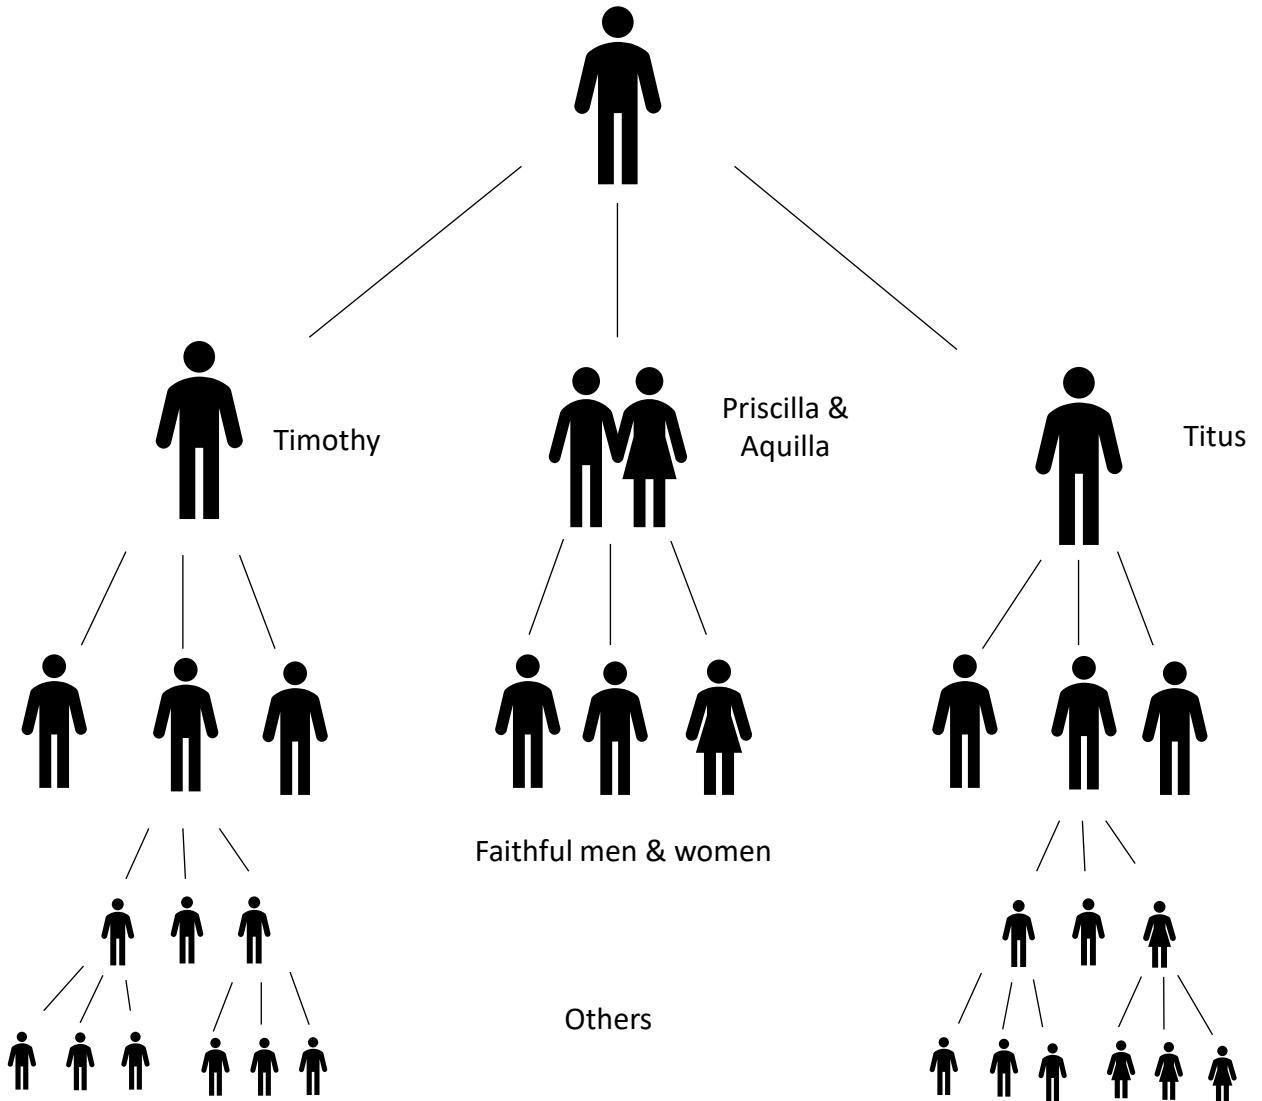 Timothy
Priscilla &
Aquilla
Titus
Faithful men & women
Others